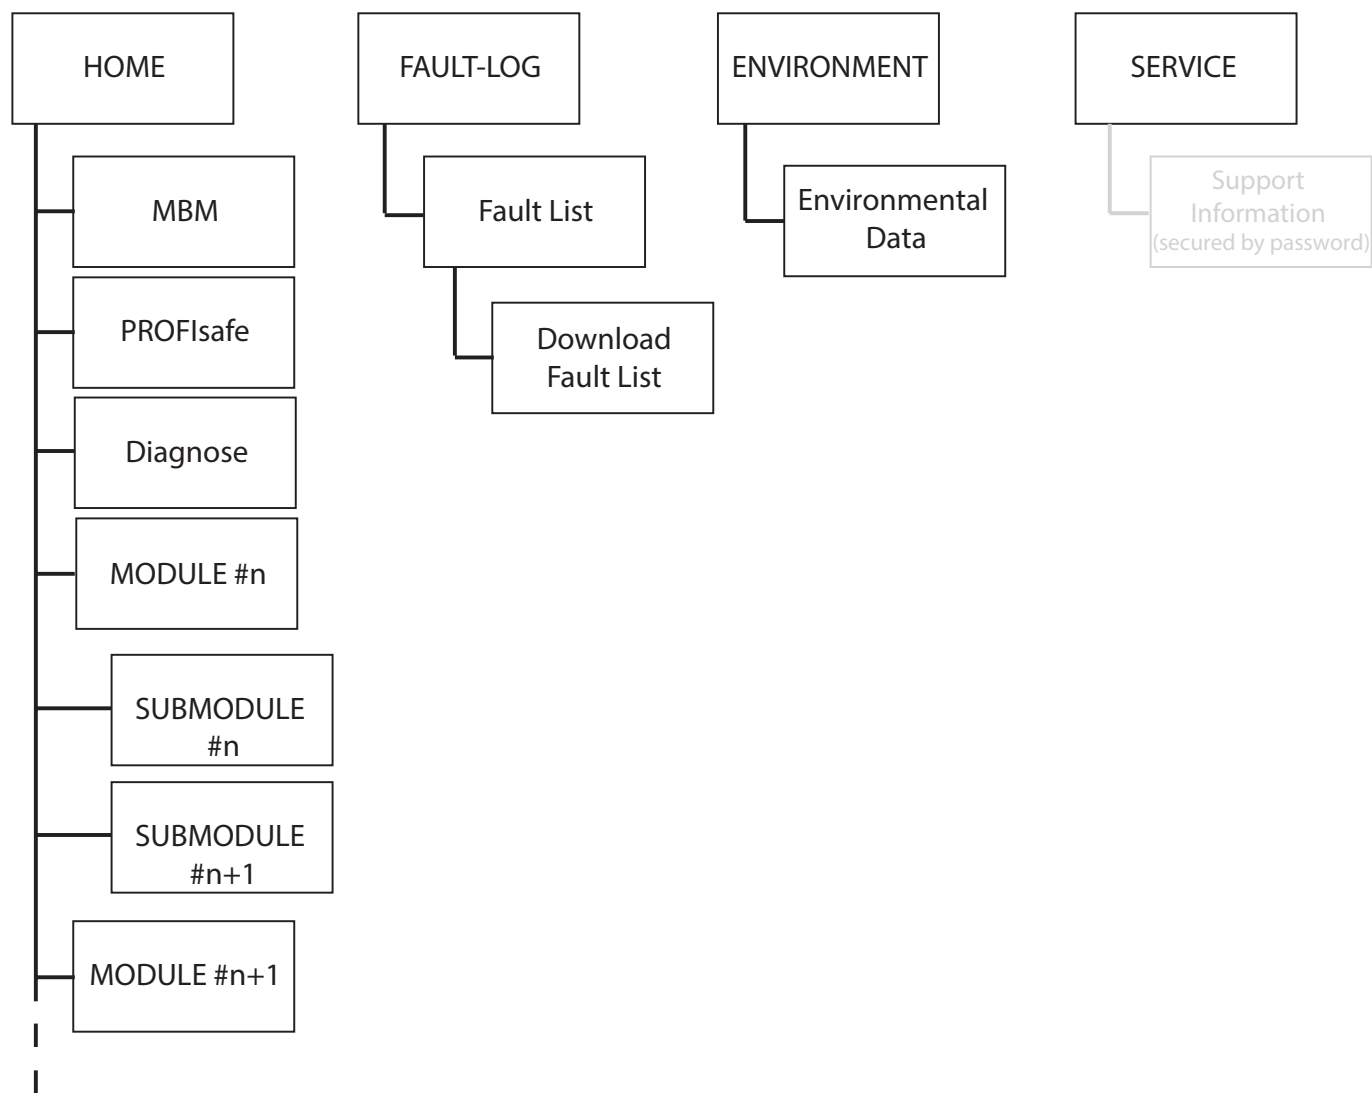 HOME
MBM
PROFIsafe
Diagnose
MODULE #n
SUBMODULE
#n
SUBMODULE
#n+1
MODULE #n+1
FAULT-LOG
Fault List
Download
Fault List
ENVIRONMENT
Environmental
Data
SERVICE
Support
Information
(secured by password)